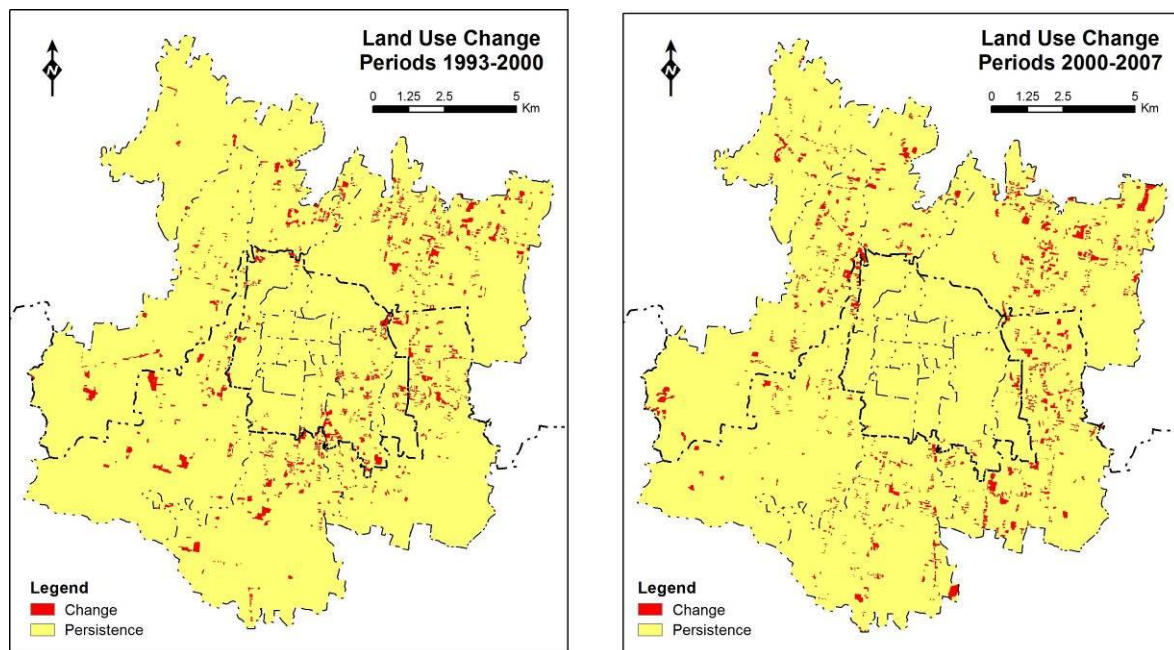 Land Use Change
Periods 1993-2000
N
0 1.25 2.5 5
Km
Legend
Change
Persistence
Land Use Change
Periods 2000-2007
N
0 1.25 2.5 5
Km
Legend
Change
Persistence